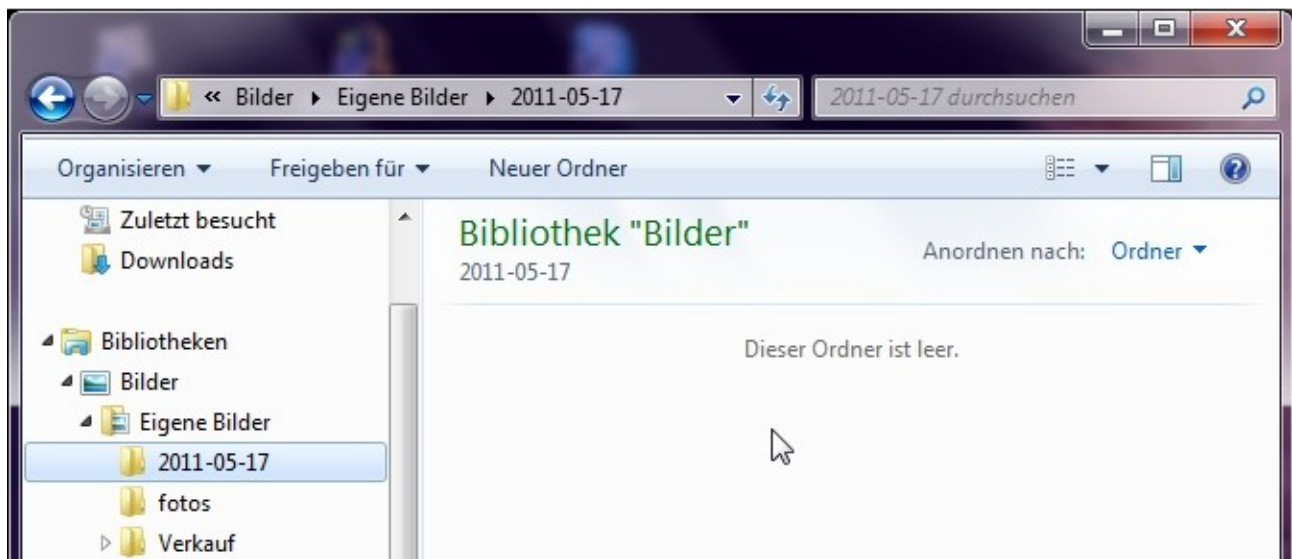 « Bilder ▸ Eigene Bilder ▸ 2011-05-17
2011-05-17 durchsuchen
Organisieren Freigeben für Neuer Ordner
Zuletzt besucht
Downloads
Bibliotheken
Bilder
Eigene Bilder
2011-05-17
fotos
Verkauf
Bibliothek "Bilder"
2011-05-17
Anordnen nach: Ordner
Dieser Ordner ist leer.